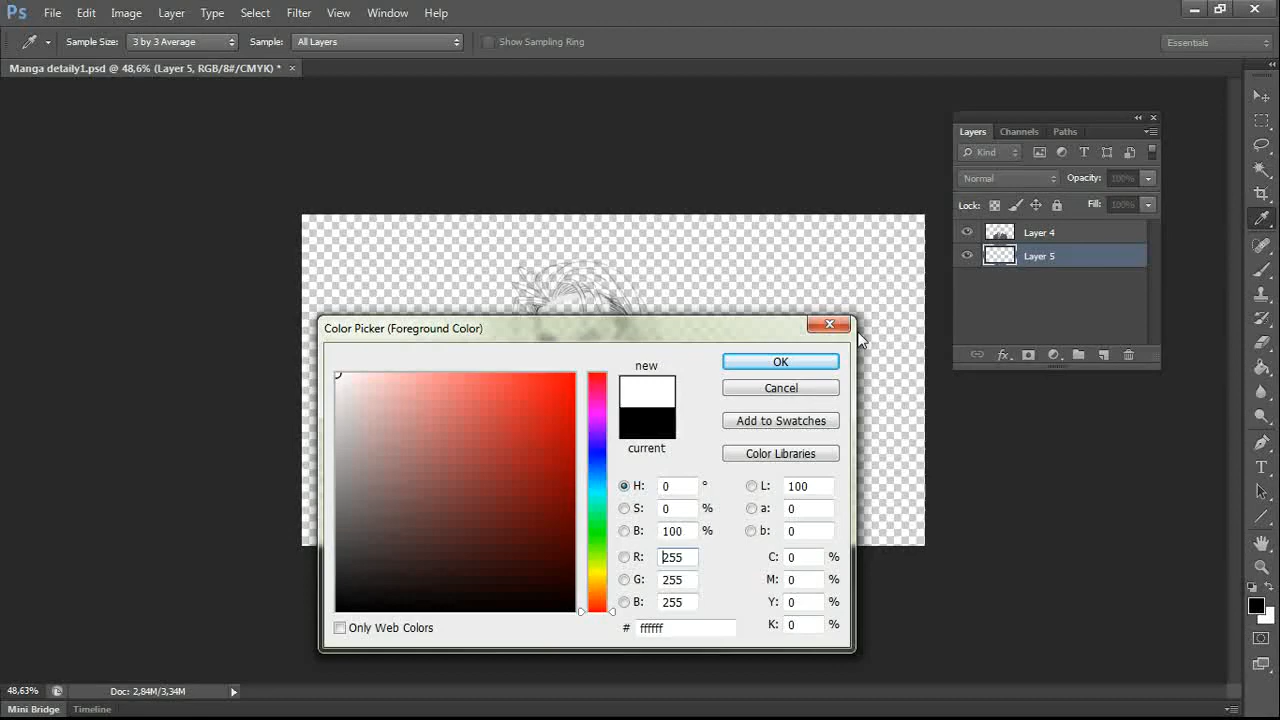 Ps File Edit Image Layer Type Select Filter View Window Help
Sample Size: 3 by 3 Average Sample: All Layers Show Sampling Ring Essentials
Manga detaily1.psd @ 48,6% (Layer 5, RGB/8#/CMYK) * ×
Layers Channels Paths
Kind
Normal Opacity: 100%
Lock: Fill: 100%
Layer 4
Layer 5
fx
Color Picker (Foreground Color)
new
current
OK
Cancel
Add to Swatches
Color Libraries
H: 0 ° L: 100
S: 0 % a: 0
B: 100 % b: 0
R: 255 C: 0 %
G: 255 M: 0 %
B: 255 Y: 0 %
# ffffff K: 0 %
Only Web Colors
48,63% Doc: 2,84M/3,34M
Mini Bridge Timeline